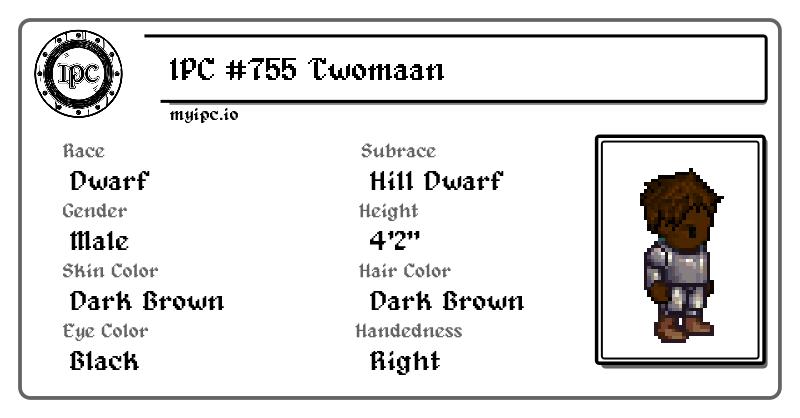 IPC
IPC #755 Twomaan
myipc.io
Race
Subrace
Dwarf
Hill Dwarf
Gender
Height
Male
4'2"
Skin Color
Hair Color
Dark Brown
Dark Brown
Eye Color
Handedness
Black
Right